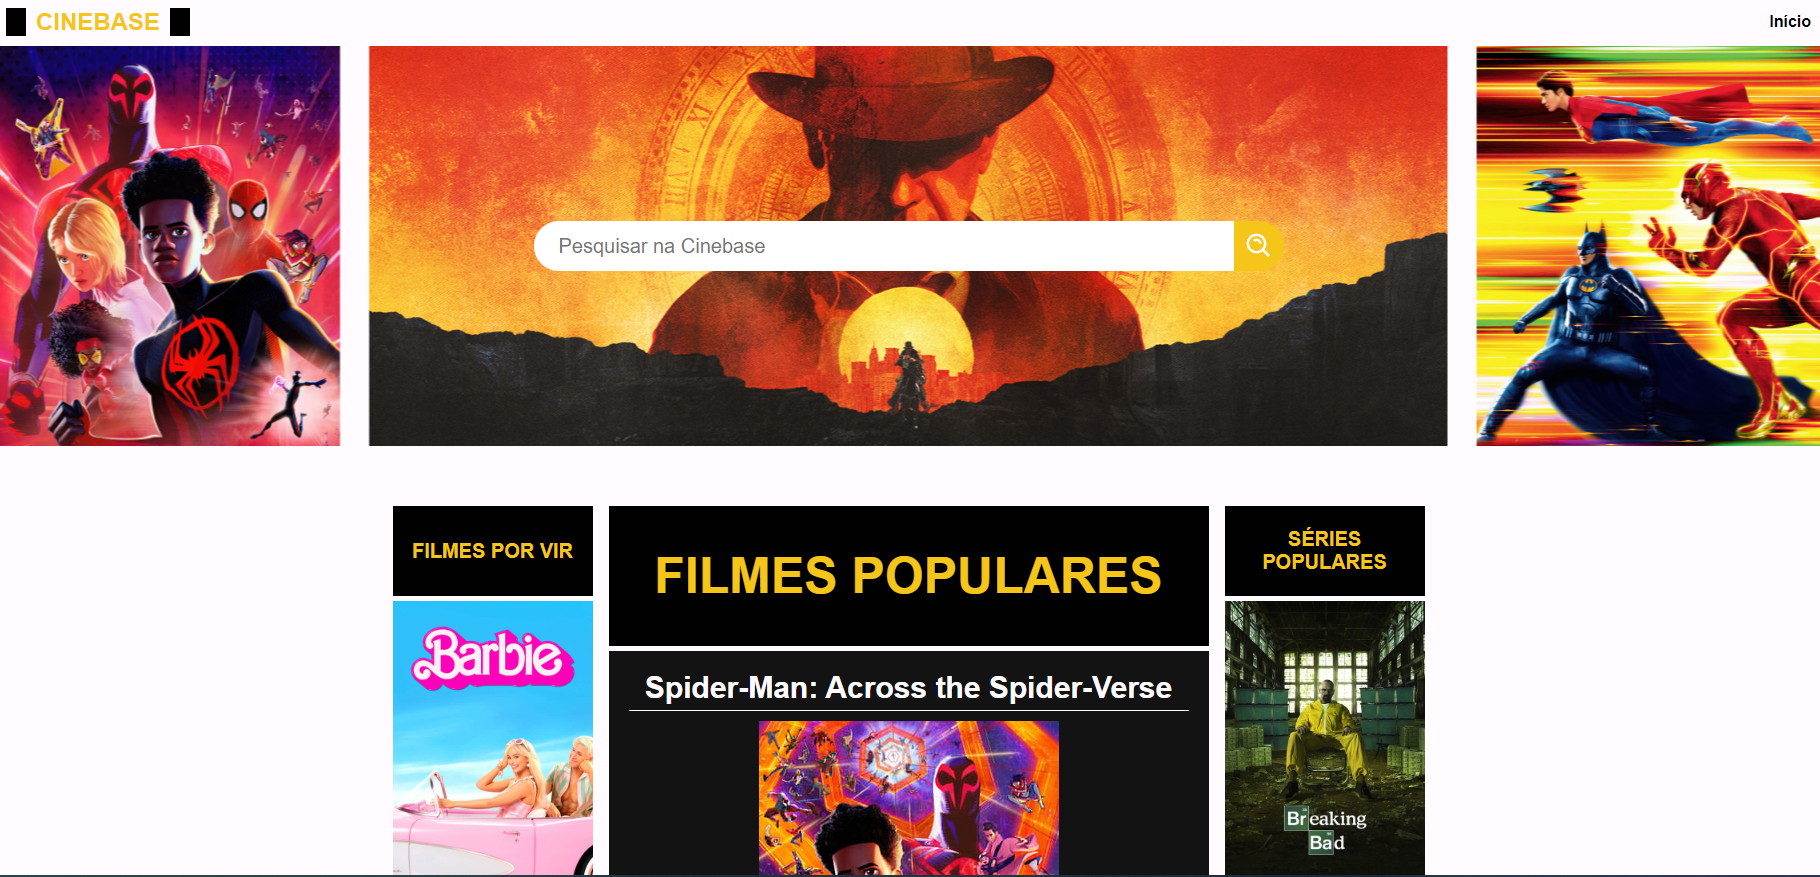 CINEBASE
Início
Pesquisar na Cinebase
FILMES POR VIR
FILMES POPULARES
SÉRIES
POPULARES
Barbie
Spider-Man: Across the Spider-Verse
Breaking
Bad